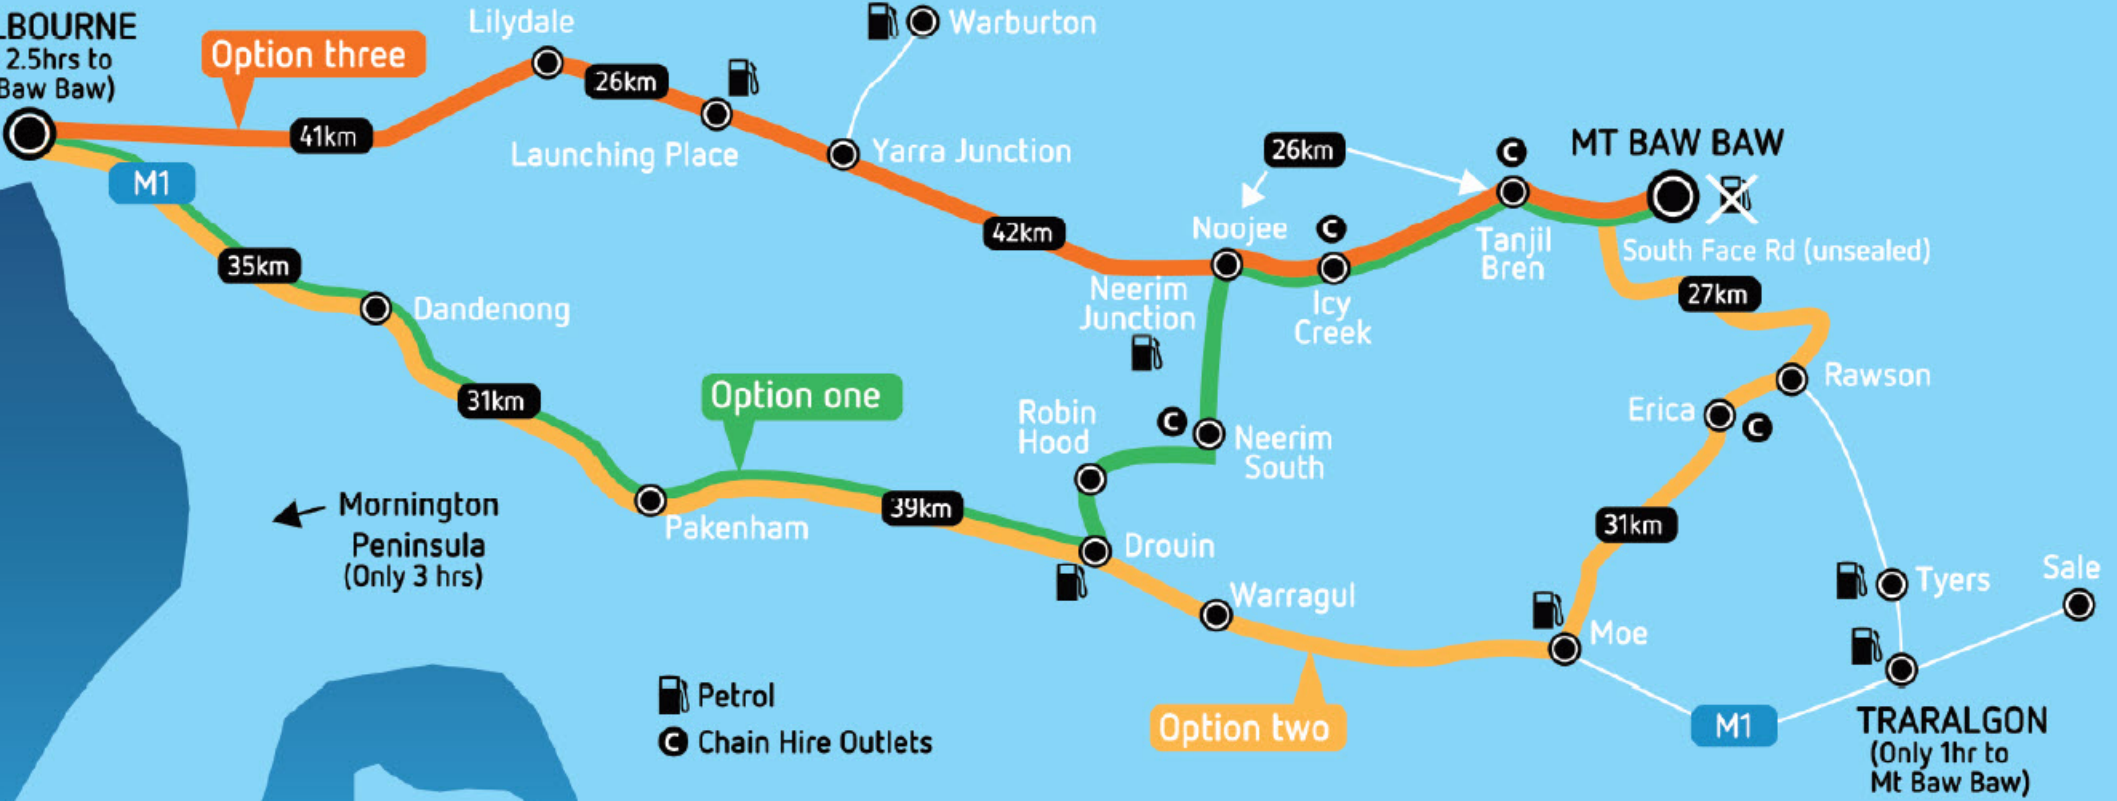 LBOURNE
2.5hrs to
Baw Baw)
Option three
Lilydale
26km
41km
Launching Place
Warburton
Yarra Junction
42km
26km
Noojee
Neerim
Junction
Icy
Creek
C
C
Tanjil
Bren
MT BAW BAW
South Face Rd (unsealed)
27km
Rawson
Erica
C
31km
M1
35km
Dandenong
31km
Option one
Pakenham
39km
Robin
Hood
C
Neerim
South
Drouin
Warragul
Option two
Moe
M1
Tyers
Sale
TRARALGON
(Only 1hr to
Mt Baw Baw)
Mornington
Peninsula
(Only 3 hrs)
Petrol
C Chain Hire Outlets